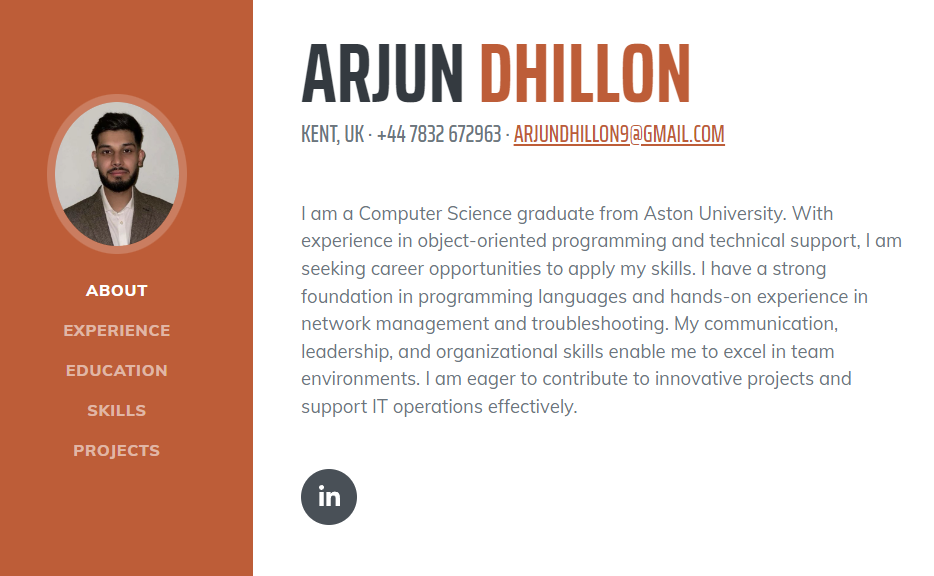 ARJUN DHILLON
KENT, UK · +44 7832 672963 · ARJUNDHILLON9@GMAIL.COM
ABOUT
EXPERIENCE
EDUCATION
SKILLS
PROJECTS
I am a Computer Science graduate from Aston University. With
experience in object-oriented programming and technical support, I am
seeking career opportunities to apply my skills. I have a strong
foundation in programming languages and hands-on experience in
network management and troubleshooting. My communication,
leadership, and organizational skills enable me to excel in team
environments. I am eager to contribute to innovative projects and
support IT operations effectively.
in